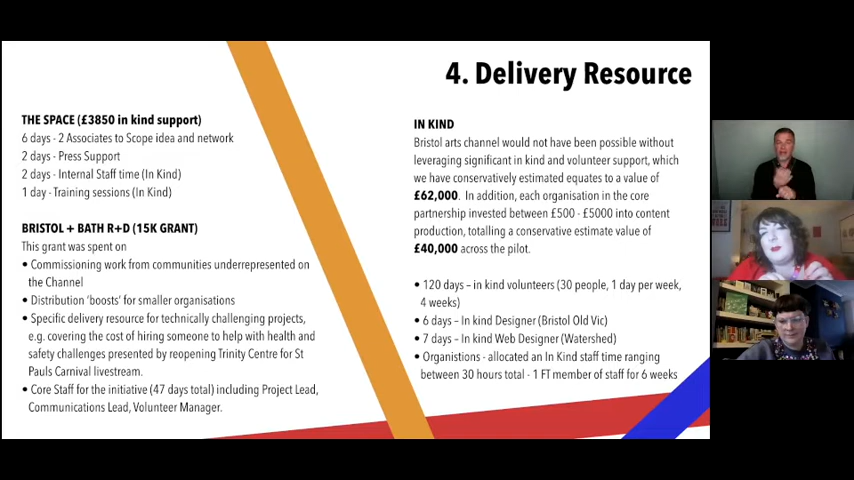 4. Delivery Resource
THE SPACE (£3850 in kind support)
6 days - 2 Associates to Scope idea and network
2 days - Press Support
2 days - Internal Staff time (In Kind)
1 day - Training sessions (In Kind)
BRISTOL + BATH R+D (15K GRANT)
This grant was spent on
• Commissioning work from communities underrepresented on
the Channel
• Distribution ‘boosts’ for smaller organisations
• Specific delivery resource for technically challenging projects,
e.g. covering the cost of hiring someone to help with health and
safety challenges presented by reopening Trinity Centre for St
Pauls Carnival livestream.
• Core Staff for the initiative (47 days total) including Project Lead,
Communications Lead, Volunteer Manager.
IN KIND
Bristol arts channel would not have been possible without
leveraging significant in kind and volunteer support, which
we have conservatively estimated equates to a value of
£62,000. In addition, each organisation in the core
partnership invested between £500 - £5000 into content
production, totalling a conservative estimate value of
£40,000 across the pilot.
• 120 days – in kind volunteers (30 people, 1 day per week,
4 weeks)
• 6 days – In kind Designer (Bristol Old Vic)
• 7 days – In kind Web Designer (Watershed)
• Organistions - allocated an In Kind staff time ranging
between 30 hours total - 1 FT member of staff for 6 weeks